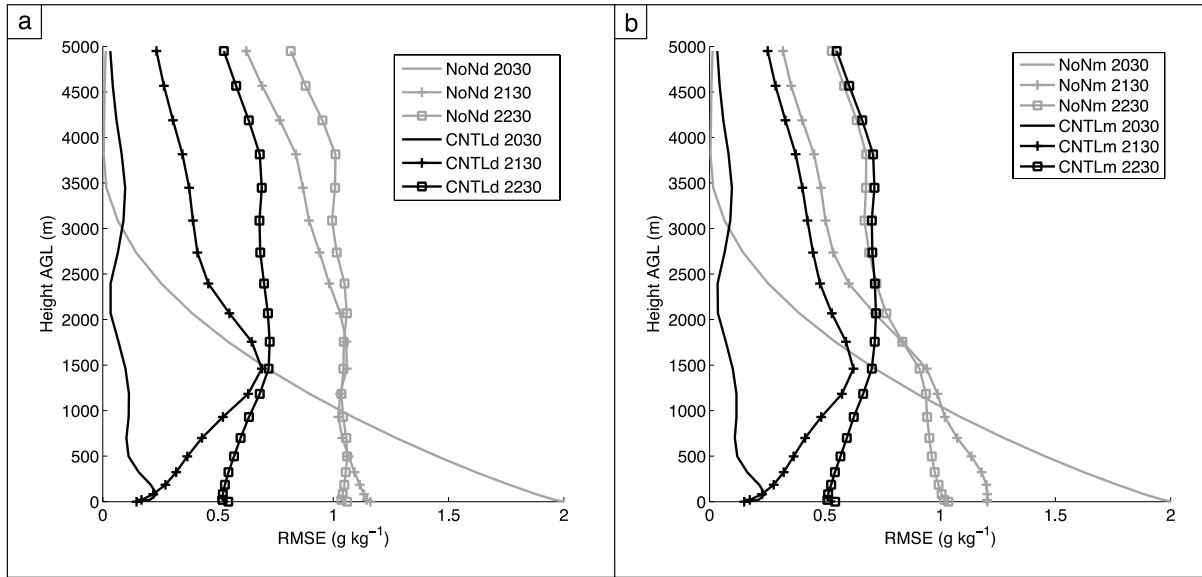 a
5000
4500
4000
3500
3000
2500
2000
1500
1000
500
0
Height AGL (m)
0
0.5
1
1.5
2
RMSE (g kg⁻¹)
NoNd 2030
NoNd 2130
NoNd 2230
CNTLd 2030
CNTLd 2130
CNTLd 2230
b
5000
4500
4000
3500
3000
2500
2000
1500
1000
500
0
Height AGL (m)
0
0.5
1
1.5
2
RMSE (g kg⁻¹)
NoNm 2030
NoNm 2130
NoNm 2230
CNTLm 2030
CNTLm 2130
CNTLm 2230